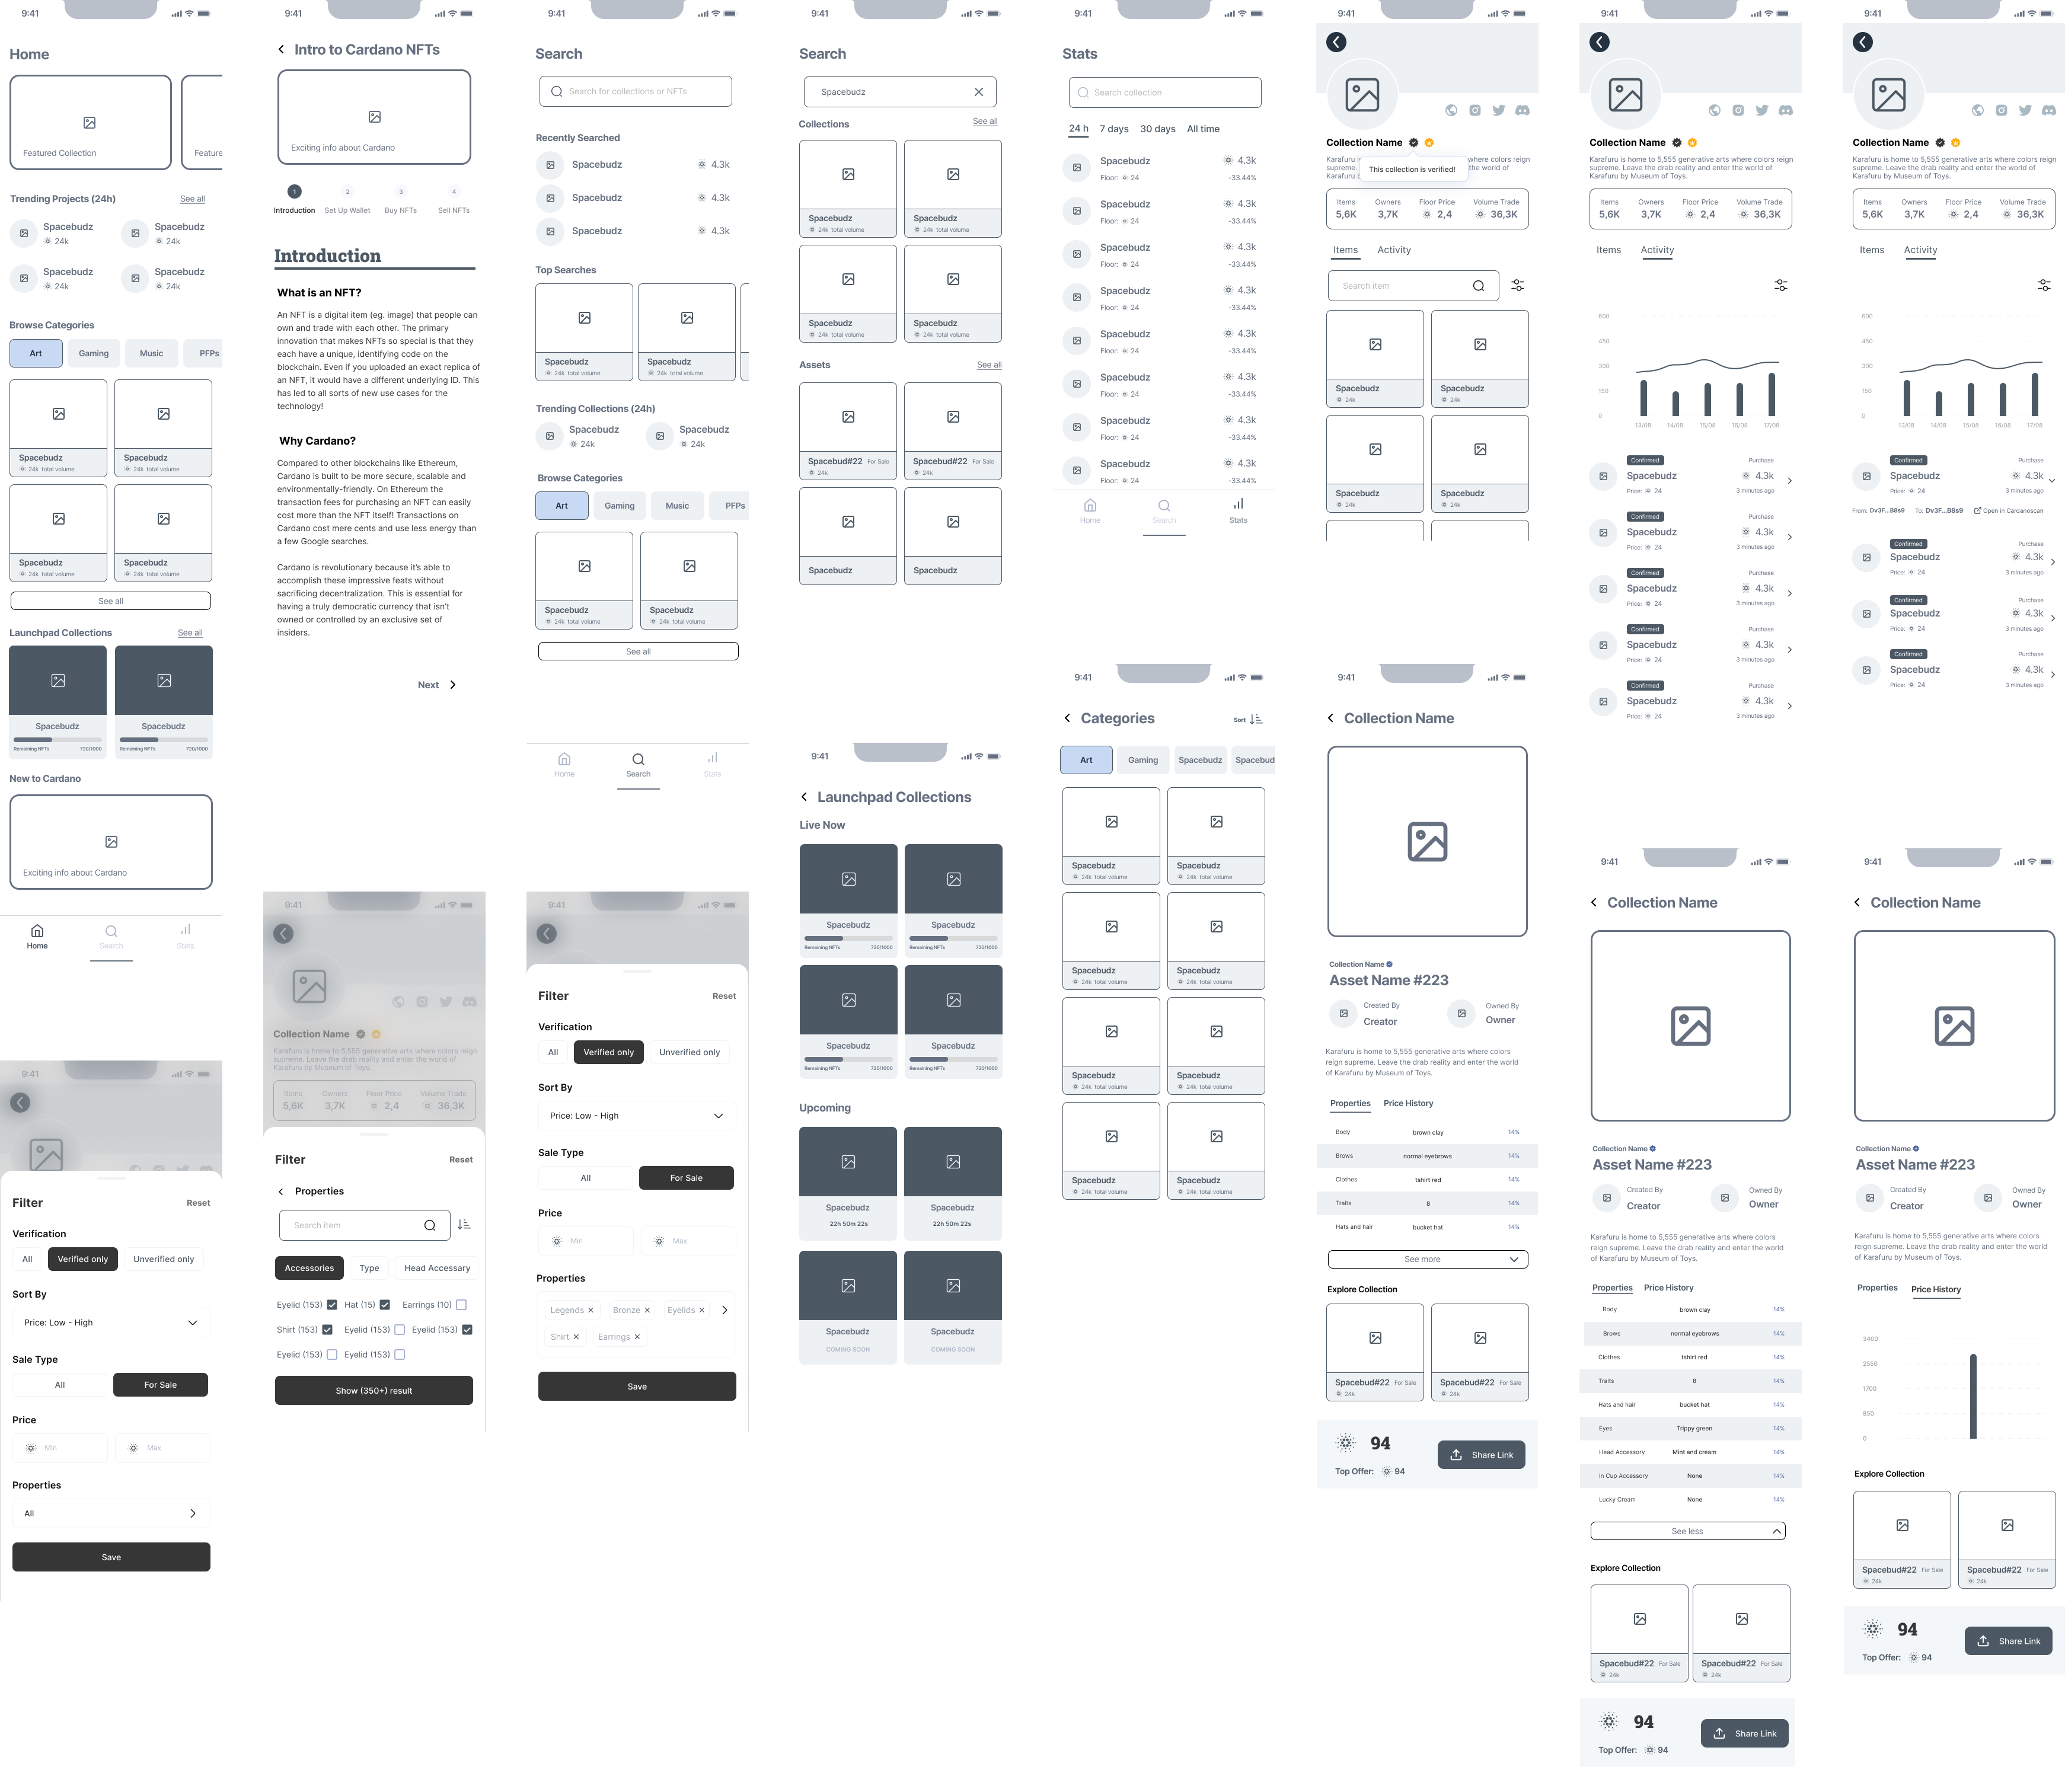 9:41
Home
Featured Collection
Feature
Trending Projects (24h) See all
Spacebudz Spacebudz
24k 24k
Spacebudz Spacebudz
24k 24k
Browse Categories
Art Gaming Music PFPs
Spacebudz Spacebudz
24k total volume 24k total volume
Spacebudz Spacebudz
24k total volume 24k total volume
See all
Launchpad Collections See all
Spacebudz Spacebudz
Remaining NFTs 720/1000 Remaining NFTs 720/1000
New to Cardano
Exciting info about Cardano
Home Search Stats
9:41
Intro to Cardano NFTs
Exciting info about Cardano
1 2 3 4
Introduction Set Up Wallet Buy NFTs Sell NFTs
Introduction
What is an NFT?
An NFT is a digital item (eg. image) that people can
own and trade with each other. The primary
innovation that makes NFTs so special is that they
each have a unique, identifying code on the
blockchain. Even if you uploaded an exact replica of
an NFT, it would have a different underlying ID. This
has led to all sorts of new use cases for the
technology!
Why Cardano?
Compared to other blockchains like Ethereum,
Cardano is built to be more secure, scalable and
environmentally-friendly. On Ethereum the
transaction fees for purchasing an NFT can easily
cost more than the NFT itself! Transactions on
Cardano cost mere cents and use less energy than
a few Google searches.
Cardano is revolutionary because it's able to
accomplish these impressive feats without
sacrificing decentralization. This is essential for
having a truly democratic currency that isn't
owned or controlled by an exclusive set of
insiders.
Next
9:41
Search
Search for collections or NFTs
Recently Searched
Spacebudz 4.3k
Spacebudz 4.3k
Spacebudz 4.3k
Top Searches
Spacebudz Spacebudz
24k total volume 24k total volume
Trending Collections (24h)
Spacebudz Spacebudz
24k 24k
Browse Categories
Art Gaming Music PFPs
Spacebudz Spacebudz
24k total volume 24k total volume
See all
Home Search Stats
9:41
Search
Spacebudz
Collections See all
Spacebudz Spacebudz
24k total volume 24k total volume
Spacebudz Spacebudz
24k total volume 24k total volume
Assets See all
Spacebud#22 For Sale Spacebud#22 For Sale
24k 24k
Spacebudz Spacebudz
9:41
Stats
Search collection
24 h 7 days 30 days All time
Spacebudz 4.3k
Floor: 24 -33.44%
Spacebudz 4.3k
Floor: 24 -33.44%
Spacebudz 4.3k
Floor: 24 -33.44%
Spacebudz 4.3k
Floor: 24 -33.44%
Spacebudz 4.3k
Floor: 24 -33.44%
Spacebudz 4.3k
Floor: 24 -33.44%
Spacebudz 4.3k
Floor: 24 -33.44%
Spacebudz 4.3k
Floor: 24 -33.44%
Home Search Stats
9:41
Collection Name
Karafuru i where colors reign
supreme. the world of
Karafuru b
This collection is verified!
Items Owners Floor Price Volume Trade
5,6K 3,7K 2,4 36,3K
Items Activity
Search item
Spacebudz Spacebudz
24k 24k
Spacebudz Spacebudz
24k 24k
9:41
Collection Name
Karafuru is home to 5,555 generative arts where colors reign
supreme. Leave the drab reality and enter the world of
Karafuru by Museum of Toys.
Items Owners Floor Price Volume Trade
5,6K 3,7K 2,4 36,3K
Items Activity
600
450
300
150
0
13/08 14/08 15/08 16/08 17/08
Confirmed Purchase
Spacebudz 4.3k
Price: 24 3 minutes ago
Confirmed Purchase
Spacebudz 4.3k
Price: 24 3 minutes ago
Confirmed Purchase
Spacebudz 4.3k
Price: 24 3 minutes ago
Confirmed Purchase
Spacebudz 4.3k
Price: 24 3 minutes ago
Confirmed Purchase
Spacebudz 4.3k
Price: 24 3 minutes ago
9:41
Collection Name
Karafuru is home to 5,555 generative arts where colors reign
supreme. Leave the drab reality and enter the world of
Karafuru by Museum of Toys.
Items Owners Floor Price Volume Trade
5,6K 3,7K 2,4 36,3K
Items Activity
600
450
300
150
0
13/08 14/08 15/08 16/08 17/08
Confirmed Purchase
Spacebudz 4.3k
Price: 24 3 minutes ago
From: Dv3F...B8s9 To: Dv3F...B8s9 Open in Cardanoscan
Confirmed Purchase
Spacebudz 4.3k
Price: 24 3 minutes ago
Confirmed Purchase
Spacebudz 4.3k
Price: 24 3 minutes ago
Confirmed Purchase
Spacebudz 4.3k
Price: 24 3 minutes ago
9:41
Filter Reset
Verification
All Verified only Unverified only
Sort By
Price: Low - High
Sale Type
All For Sale
Price
Min Max
Properties
All
Save
9:41
Collection Name
Karafuru is home to 5,555 generative arts where colors reign
supreme. Leave the drab reality and enter the world of
Karafuru by Museum of Toys.
Items Owners Floor Price Volume Trade
5,6K 3,7K 2,4 36,3K
Filter Reset
Properties
Search item
Accessories Type Head Accessary
Eyelid (153) Hat (15) Earrings (10)
Shirt (153) Eyelid (153) Eyelid (153)
Eyelid (153) Eyelid (153)
Show (350+) result
9:41
Filter Reset
Verification
All Verified only Unverified only
Sort By
Price: Low - High
Sale Type
All For Sale
Price
Min Max
Properties
Legends Bronze Eyelids
Shirt Earrings
Save
9:41
Launchpad Collections
Live Now
Spacebudz Spacebudz
Remaining NFTs 720/1000 Remaining NFTs 720/1000
Spacebudz Spacebudz
Remaining NFTs 720/1000 Remaining NFTs 720/1000
Upcoming
Spacebudz Spacebudz
22h 50m 22s 22h 50m 22s
Spacebudz Spacebudz
COMING SOON COMING SOON
9:41
Categories Sort
Art Gaming Spacebudz Spacebud
Spacebudz Spacebudz
24k total volume 24k total volume
Spacebudz Spacebudz
24k total volume 24k total volume
Spacebudz Spacebudz
24k total volume 24k total volume
Spacebudz Spacebudz
24k total volume 24k total volume
9:41
Collection Name
Collection Name
Asset Name #223
Created By Owned By
Creator Owner
Karafuru is home to 5,555 generative arts where colors
reign supreme. Leave the drab reality and enter the world
of Karafuru by Museum of Toys.
Properties Price History
Body brown clay 14%
Brows normal eyebrows 14%
Clothes tshirt red 14%
Traits 8 14%
Hats and hair bucket hat 14%
See more
Explore Collection
Spacebud#22 For Sale Spacebud#22 For Sale
24k 24k
94
Top Offer: 94
Share Link
9:41
Collection Name
Collection Name
Asset Name #223
Created By Owned By
Creator Owner
Karafuru is home to 5,555 generative arts where colors
reign supreme. Leave the drab reality and enter the world
of Karafuru by Museum of Toys.
Properties Price History
Body brown clay 14%
Brows normal eyebrows 14%
Clothes tshirt red 14%
Traits 8 14%
Hats and hair bucket hat 14%
Eyes Trippy green 14%
Head Accessory Mint and cream 14%
In Cup Accessory None 14%
Lucky Cream None 14%
See less
Explore Collection
Spacebud#22 For Sale Spacebud#22 For Sale
24k 24k
94
Top Offer: 94
Share Link
9:41
Collection Name
Collection Name
Asset Name #223
Created By Owned By
Creator Owner
Karafuru is home to 5,555 generative arts where colors
reign supreme. Leave the drab reality and enter the world
of Karafuru by Museum of Toys.
Properties Price History
3400
2550
1700
850
0
Explore Collection
Spacebud#22 For Sale Spacebud#22 For Sale
24k 24k
94
Top Offer: 94
Share Link